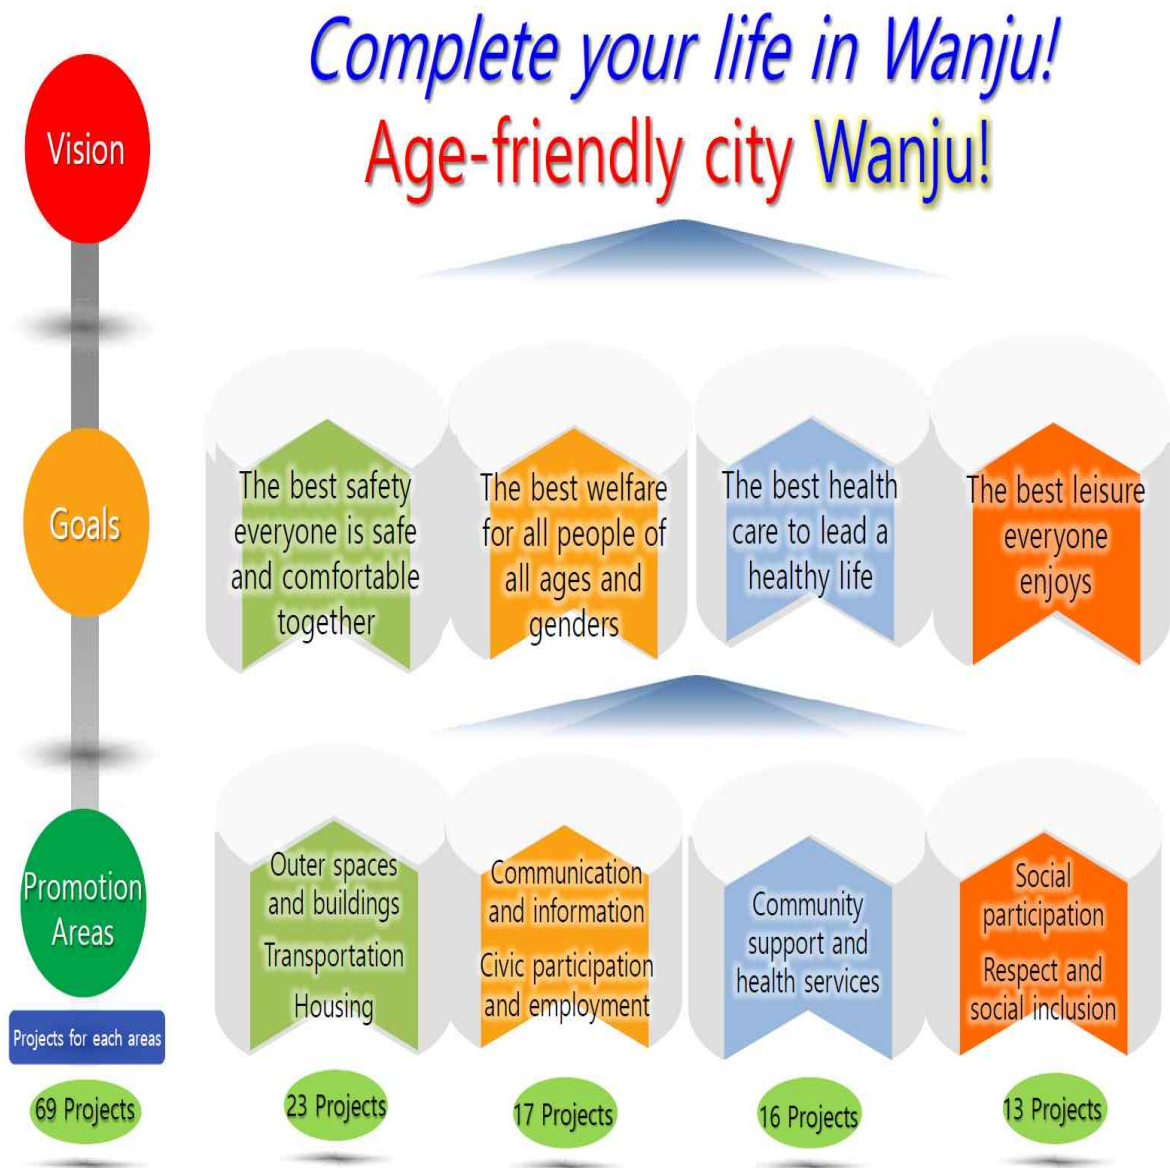 Complete your life in Wanju!
Age-friendly city Wanju!
Vision
Goals
The best safety
everyone is safe
and comfortable
together
The best welfare
for all people of
all ages and
genders
The best health
care to lead a
healthy life
The best leisure
everyone
enjoys
Promotion
Areas
Outer spaces
and buildings
Transportation
Housing
Communication
and information
Civic participation
and employment
Community
support and
health services
Social
participation
Respect and
social inclusion
Projects for each areas
69 Projects
23 Projects
17 Projects
16 Projects
13 Projects